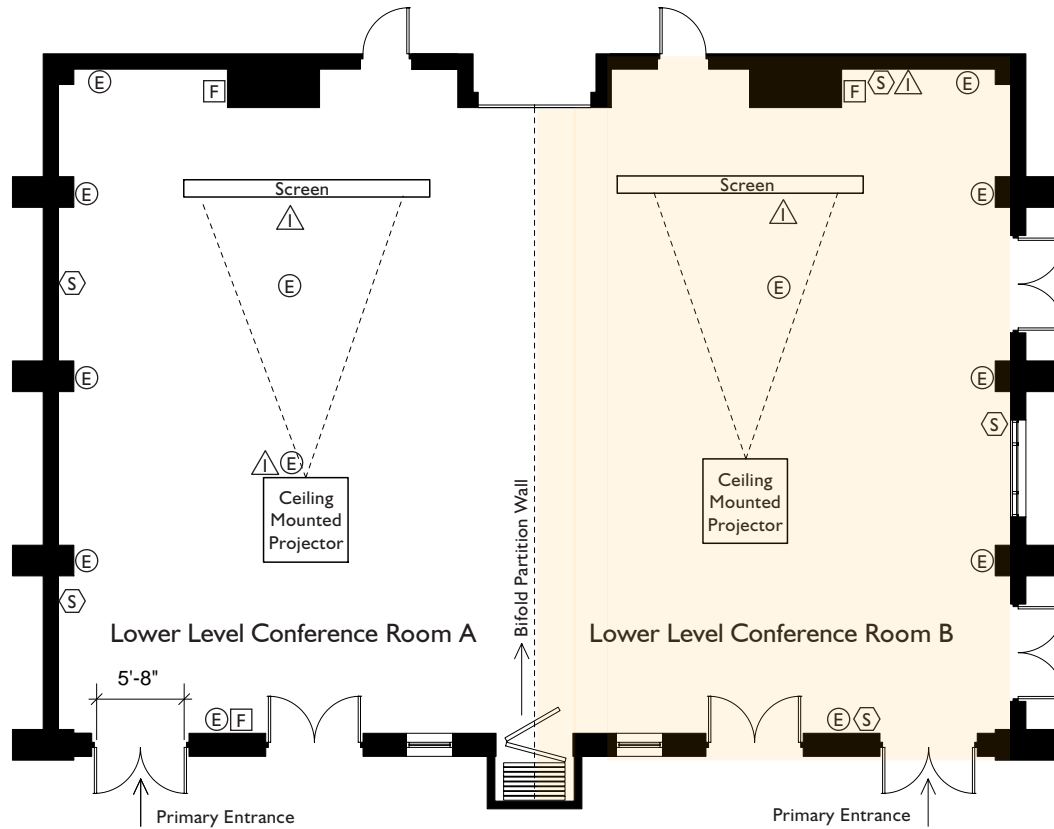 E
F
F
S
I
E
Screen
Screen
E
I
I
E
S
E
E
E
E
E
S
I
E
Ceiling
Mounted
Projector
Ceiling
Mounted
Projector
Bifold Partition Wall
E
E
S
Lower Level Conference Room A
Lower Level Conference Room B
5'-8"
E
F
E
S
Primary Entrance
Primary Entrance